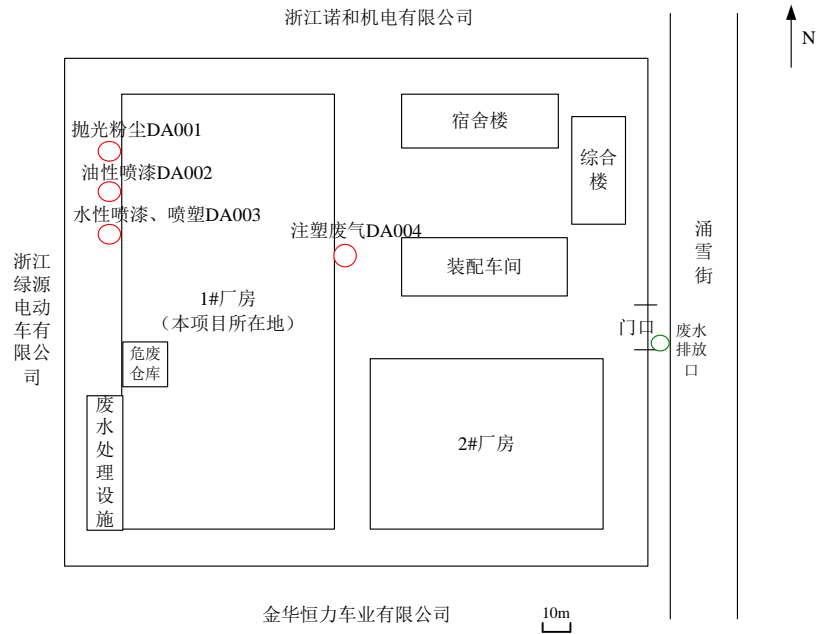 浙江诺和机电有限公司
N
抛光粉尘DA001
油性喷漆DA002
水性喷漆、喷塑DA003
注塑废气DA004
宿舍楼
综合
楼
装配车间
涌
雪
街
浙江
绿源
电动
车有
限公
司
1#厂房
（本项目所在地）
门口
废水
排放
口
危废
仓库
废
水
处
理
设
施
2#厂房
金华恒力车业有限公司
10m